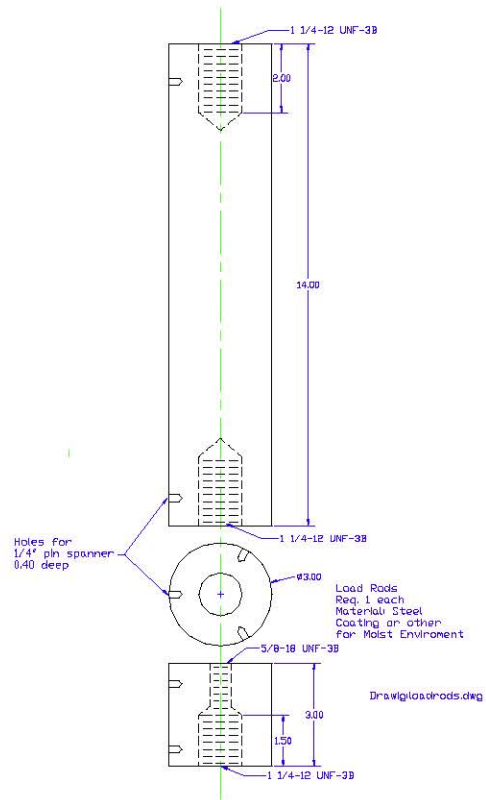 1 1/4-12 UNF-3B
2.00
14.00
1 1/4-12 UNF-3B
Holes for
1/4" pin spanner
0.40 deep
ø3.00
Load Rods
Req. 1 each
Material Steel
Coating or other
for Moist Enviroment
5/8-18 UNF-3B
3.00
1.50
1 1/4-12 UNF-3B
Drawigloadrods.dwg